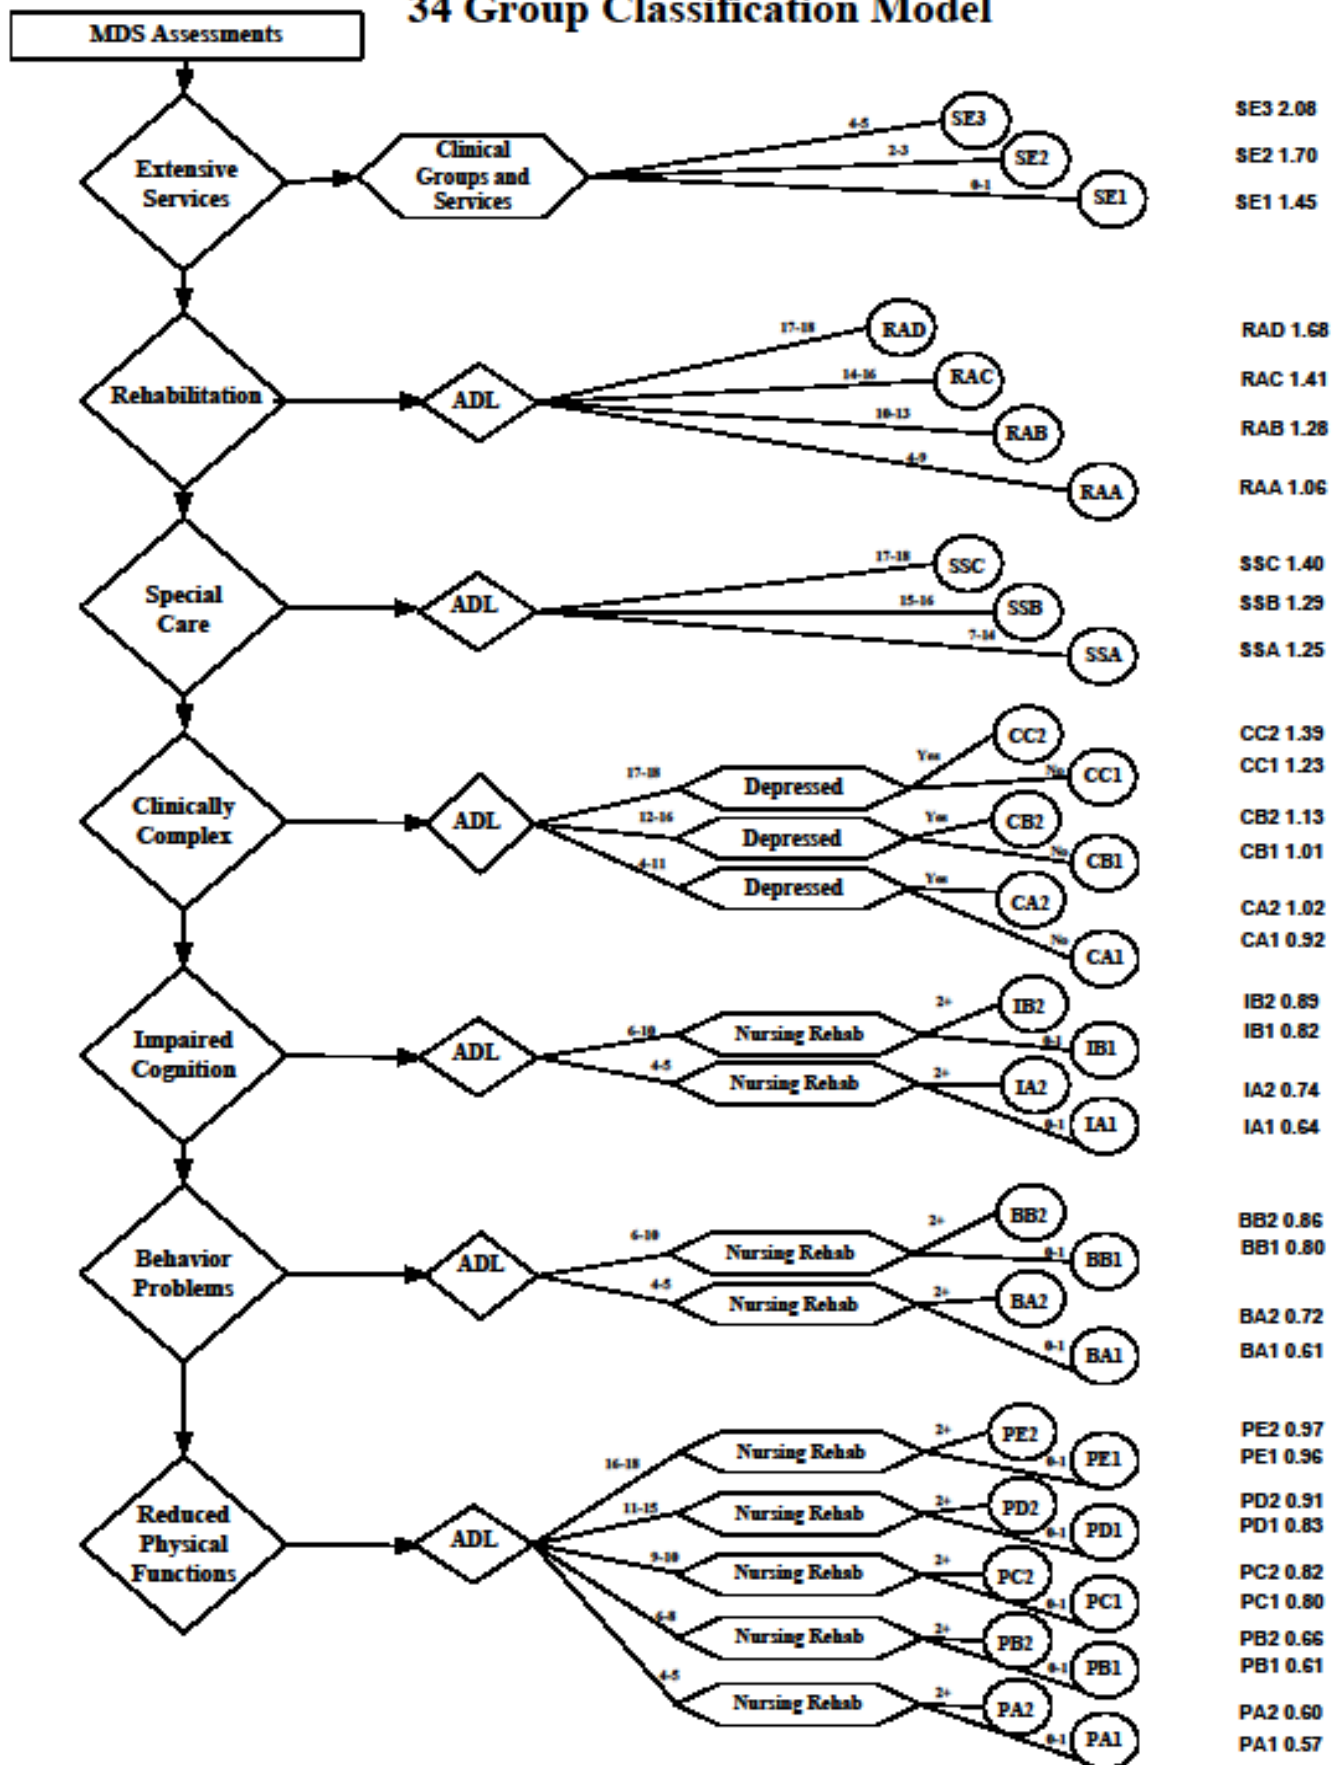 34 Group Classification Model
MDS Assessments
Extensive
Services
Clinical
Groups and
Services
4-5
SE3
2-3
SE2
0-1
SE1
SE3 2.08
SE2 1.70
SE1 1.45
Rehabilitation
ADL
17-18
RAD
14-16
RAC
10-13
RAB
4-9
RAA
RAD 1.68
RAC 1.41
RAB 1.28
RAA 1.06
Special
Care
ADL
17-18
SSC
15-16
SSB
7-14
SSA
SSC 1.40
SSB 1.29
SSA 1.25
Clinically
Complex
ADL
17-18
Depressed
Yes
CC2
No
CC1
12-16
Depressed
Yes
CB2
No
CB1
4-11
Depressed
Yes
CA2
No
CA1
CC2 1.39
CC1 1.23
CB2 1.13
CB1 1.01
CA2 1.02
CA1 0.92
Impaired
Cognition
ADL
6-10
Nursing Rehab
2+
IB2
0-1
IB1
4-5
Nursing Rehab
2+
IA2
0-1
IA1
IB2 0.89
IB1 0.82
IA2 0.74
IA1 0.64
Behavior
Problems
ADL
6-10
Nursing Rehab
2+
BB2
0-1
BB1
4-5
Nursing Rehab
2+
BA2
0-1
BA1
BB2 0.86
BB1 0.80
BA2 0.72
BA1 0.61
Reduced
Physical
Functions
ADL
16-18
Nursing Rehab
2+
PE2
0-1
PE1
11-15
Nursing Rehab
2+
PD2
0-1
PD1
9-10
Nursing Rehab
2+
PC2
0-1
PC1
6-8
Nursing Rehab
2+
PB2
0-1
PB1
4-5
Nursing Rehab
2+
PA2
0-1
PA1
PE2 0.97
PE1 0.96
PD2 0.91
PD1 0.83
PC2 0.82
PC1 0.80
PB2 0.66
PB1 0.61
PA2 0.60
PA1 0.57